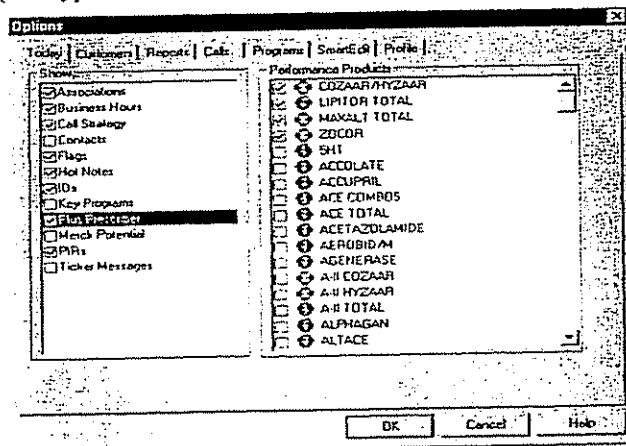 Options
Today Customers Reports Calls Programs SmartEdit Profile
Show
Associations
Business Hours
Call Strategy
Contacts
Flags
Hot Notes
IDs
Key Programs
Merck Potential
PIRs
Ticker Messages
Performance Products
COZAAR/HYZAAR
LIPITOR TOTAL
MAXALT TOTAL
ZOCOR
5HT
ACCOLATE
ACCUPRIL
ACE COMBOS
ACE TOTAL
ACETAZOLAMIDE
AEROBID/M
AGENERASE
A-II COZAAR
A-II HYZAAR
A-II TOTAL
ALPHAGAN
ALTACE
OK Cancel Help